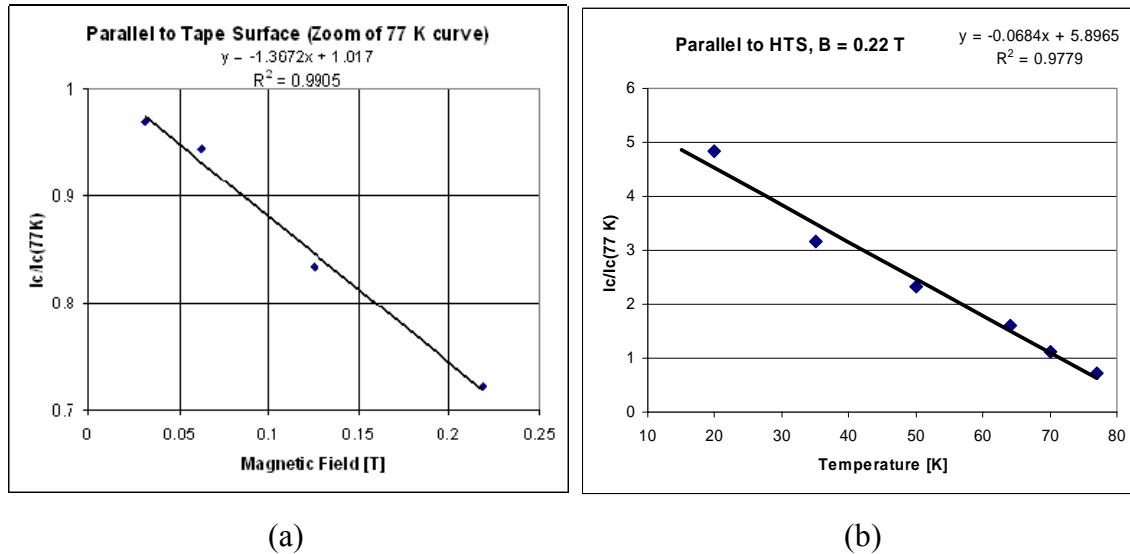 Parallel to Tape Surface (Zoom of 77 K curve)
y = -1.3672x + 1.017
R² = 0.9905
1
0.9
0.8
0.7
0
0.05
0.1
0.15
0.2
0.25
Ic/Ic(77K)
Magnetic Field [T]
(a)
Parallel to HTS, B = 0.22 T
y = -0.0684x + 5.8965
R² = 0.9779
6
5
4
3
2
1
0
10
20
30
40
50
60
70
80
Ic/Ic(77 K)
Temperature [K]
(b)